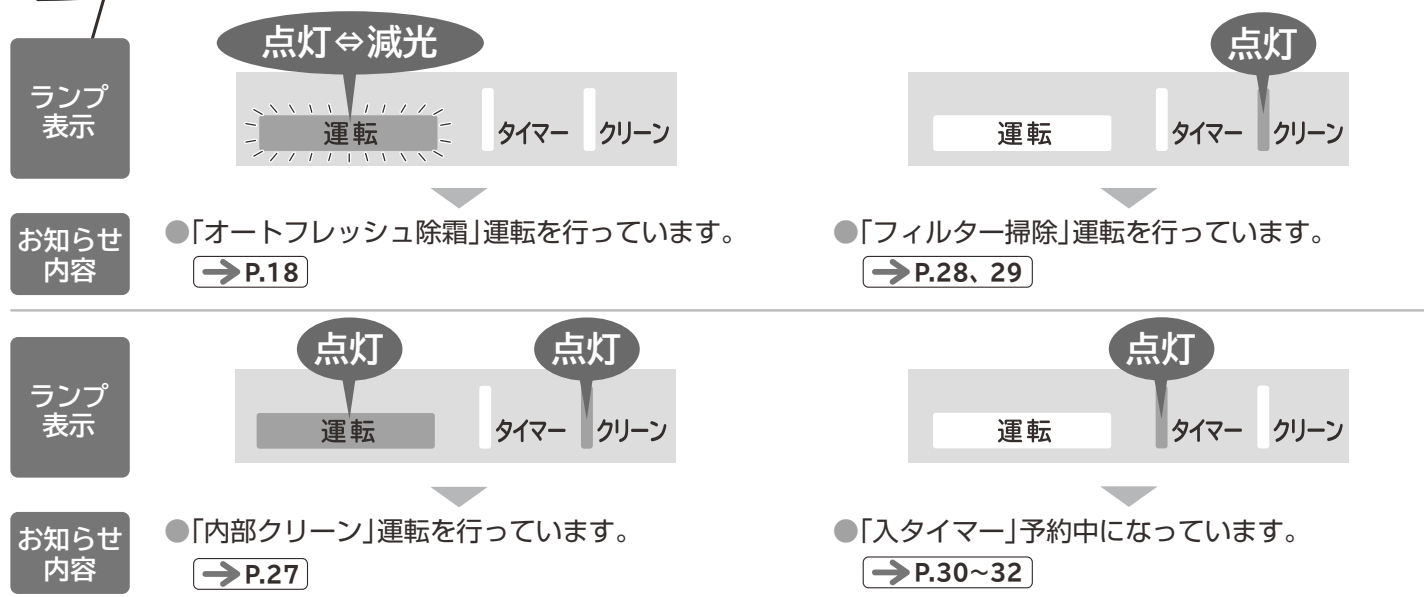 ランプ
表示
点灯⇔減光
運転
タイマー
クリーン
点灯
運転
タイマー
クリーン
お知らせ
内容
●「オートフレッシュ除霜」運転を行っています。
→P.18
●「フィルター掃除」運転を行っています。
→P.28、29
ランプ
表示
点灯
点灯
運転
タイマー
クリーン
点灯
運転
タイマー
クリーン
お知らせ
内容
●「内部クリーン」運転を行っています。
→P.27
●「入タイマー」予約中になっています。
→P.30~32